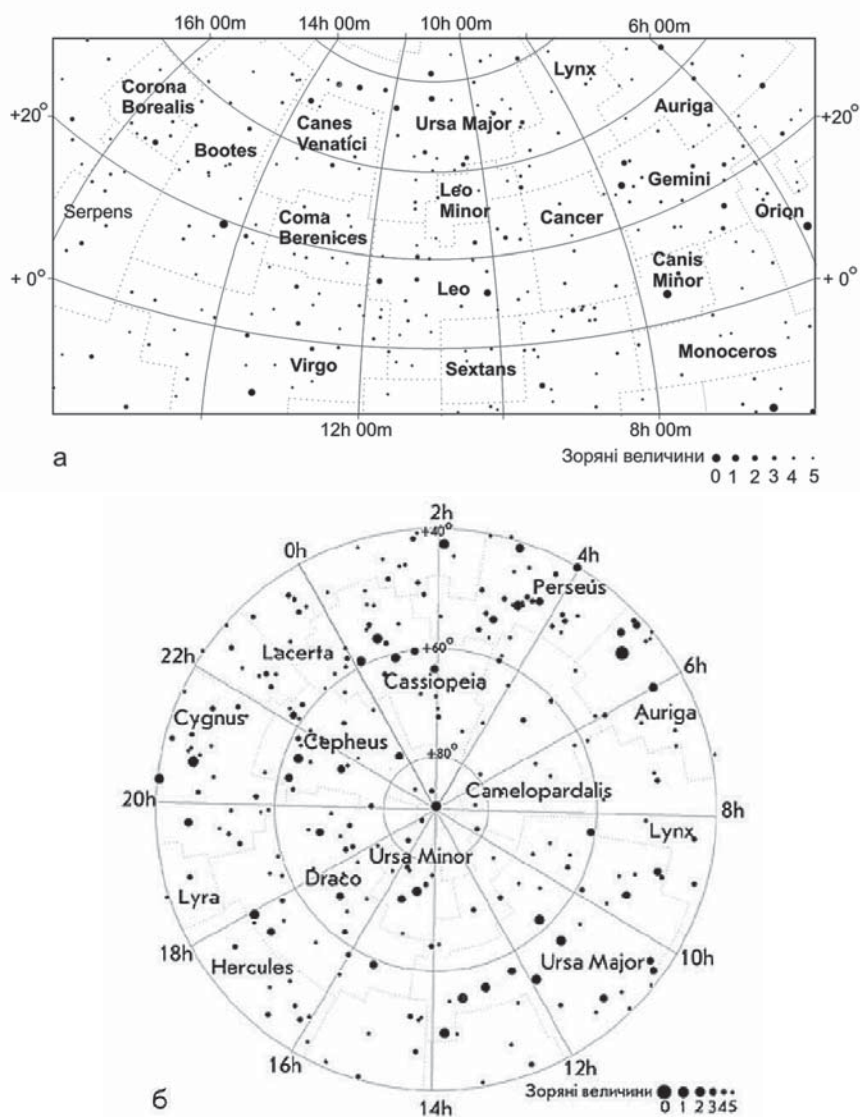 16h 00m 14h 00m 10h 00m 6h 00m
Lynx
Corona
Borealis
Auriga
+20° +20°
Canes
Venatici
Ursa Major
Bootes
Gemini
Leo
Minor
Serpens
Orion
Coma
Berenices
Cancer
Canis
Minor
+ 0° + 0°
Leo
Monoceros
Virgo
Sextans
12h 00m 8h 00m
а
Зоряні величини
0 1 2 3 4 5
2h
+40°
0h 4h
Perseus
Lacerta
+60°
22h 6h
Cassiopeia
Cygnus
Auriga
Cepheus
+80°
Camelopardalis
20h 8h
Lynx
Ursa Minor
Draco
Lyra
18h 10h
Ursa Major
Hercules
16h 12h
14h
б
Зоряні величини
0 1 2 3 4 5